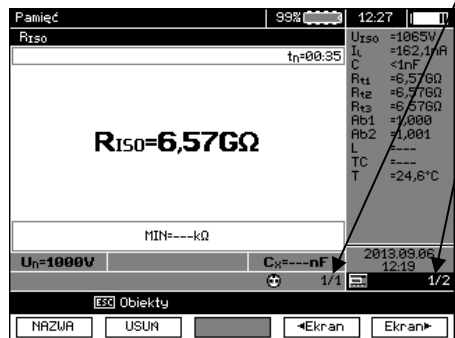 Pamięć 99% 12:27
RISO
tn=00:35
RISO=6,57GΩ
MIN=---kΩ
Un=1000V Cx=---nF
UISO =1065V
IL =162,1nA
C <1nF
Rt1 =6,57GΩ
Rt2 =6,57GΩ
Rt3 =6,57GΩ
Ab1 =1,000
Ab2 =1,001
L =---
TC =---
T =24,6°C
2013.09.06
12:19
1/1 1/2
ESC Obiekty
NAZWA USUŃ ◄Ekran Ekran►